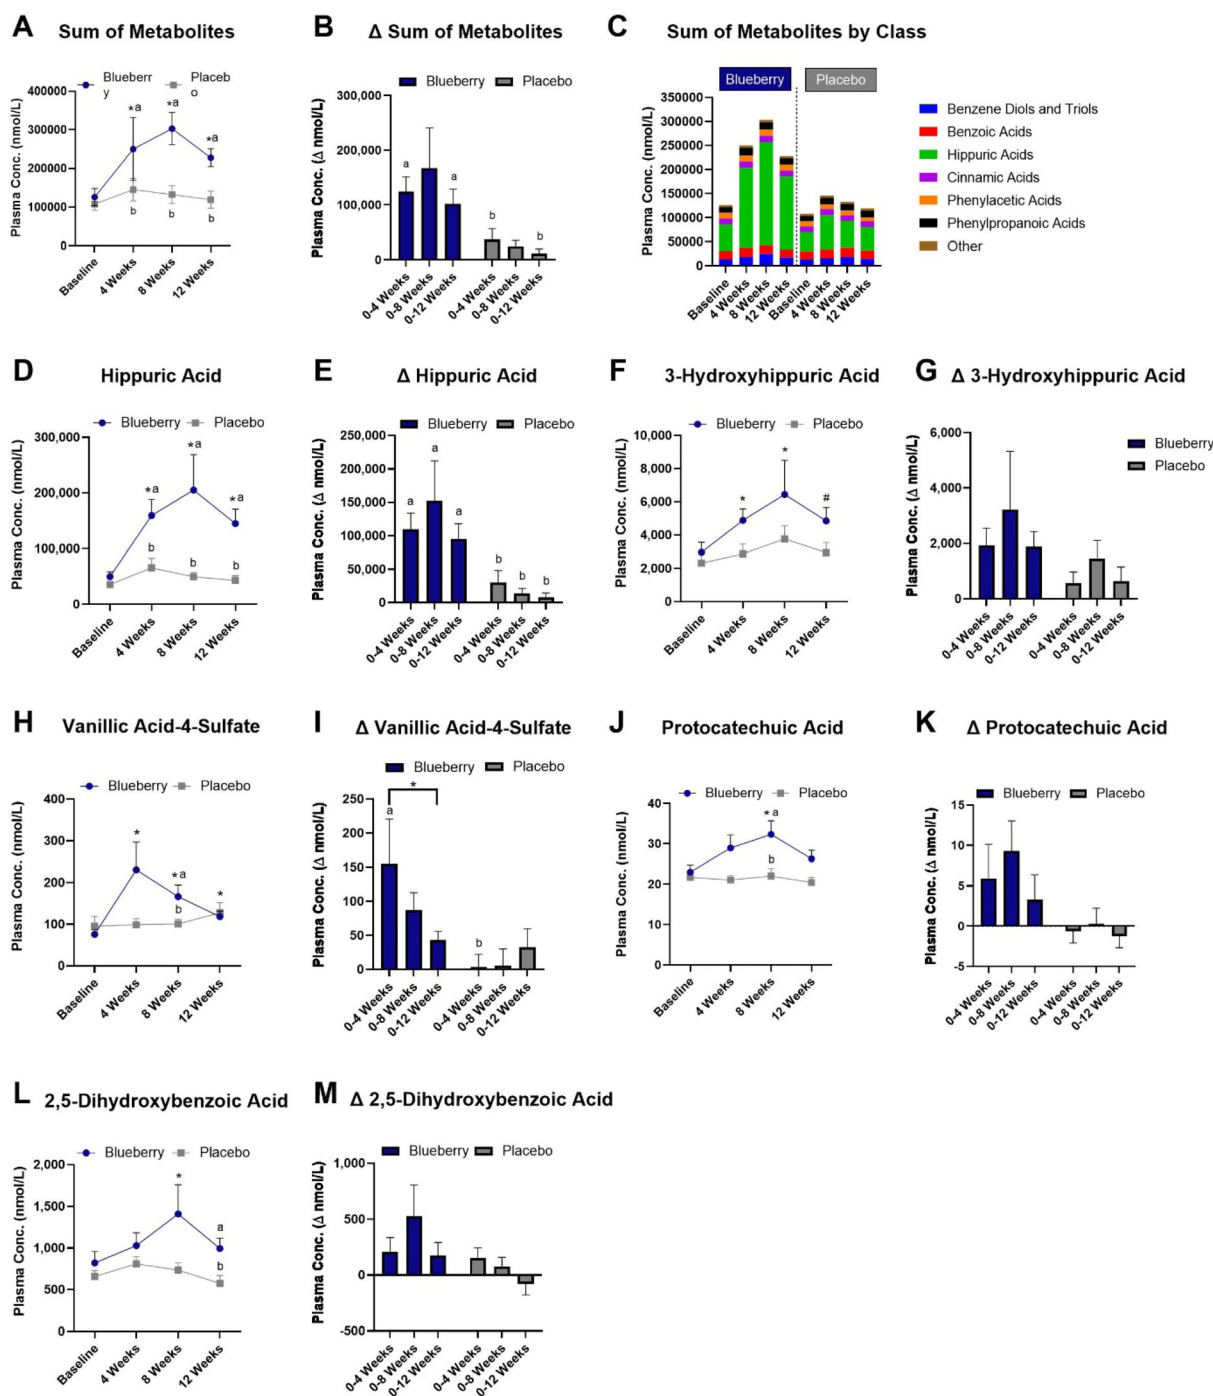 A Sum of Metabolites
Blueberr
y
Placeb
o
Plasma Conc. (nmol/L)
400000
300000
200000
100000
0
*a
*a
*a
b
b
b
Baseline
4 Weeks
8 Weeks
12 Weeks
B Δ Sum of Metabolites
Blueberry Placebo
Plasma Conc. (Δ nmol/L)
300,000
200,000
100,000
0
a
a
b
b
0-4 Weeks
0-8 Weeks
0-12 Weeks
0-4 Weeks
0-8 Weeks
0-12 Weeks
C Sum of Metabolites by Class
Blueberry Placebo
Plasma Conc. (nmol/L)
350000
300000
250000
200000
150000
100000
50000
0
Baseline
4 Weeks
8 Weeks
12 Weeks
Baseline
4 Weeks
8 Weeks
12 Weeks
Benzene Diols and Triols
Benzoic Acids
Hippuric Acids
Cinnamic Acids
Phenylacetic Acids
Phenylpropanoic Acids
Other
D Hippuric Acid
Blueberry Placebo
Plasma Conc. (nmol/L)
300,000
200,000
100,000
0
*a
*a
*a
b
b
b
Baseline
4 Weeks
8 Weeks
12 Weeks
E Δ Hippuric Acid
Blueberry Placebo
Plasma Conc. (Δ nmol/L)
250,000
200,000
150,000
100,000
50,000
0
a
a
a
b
b
b
0-4 Weeks
0-8 Weeks
0-12 Weeks
0-4 Weeks
0-8 Weeks
0-12 Weeks
F 3-Hydroxyhippuric Acid
Blueberry Placebo
Plasma Conc. (nmol/L)
10,000
8,000
6,000
4,000
2,000
0
*
*
#
Baseline
4 Weeks
8 Weeks
12 Weeks
G Δ 3-Hydroxyhippuric Acid
Blueberry
Placebo
Plasma Conc. (Δ nmol/L)
6,000
4,000
2,000
0
0-4 Weeks
0-8 Weeks
0-12 Weeks
0-4 Weeks
0-8 Weeks
0-12 Weeks
H Vanillic Acid-4-Sulfate
Blueberry Placebo
Plasma Conc. (nmol/L)
400
300
200
100
0
*
*a
b
*
Baseline
4 Weeks
8 Weeks
12 Weeks
I Δ Vanillic Acid-4-Sulfate
Blueberry Placebo
Plasma Conc. (Δ nmol/L)
250
200
150
100
50
0
*
a
b
0-4 Weeks
0-8 Weeks
0-12 Weeks
0-4 Weeks
0-8 Weeks
0-12 Weeks
J Protocatechuic Acid
Blueberry Placebo
Plasma Conc. (nmol/L)
40
30
20
10
0
* a
b
Baseline
4 Weeks
8 Weeks
12 Weeks
K Δ Protocatechuic Acid
Blueberry Placebo
Plasma Conc. (Δ nmol/L)
15
10
5
0
-5
0-4 Weeks
0-8 Weeks
0-12 Weeks
0-4 Weeks
0-8 Weeks
0-12 Weeks
L 2,5-Dihydroxybenzoic Acid
Blueberry Placebo
Plasma Conc. (nmol/L)
2,000
1,500
1,000
500
0
*
a
b
Baseline
4 Weeks
8 Weeks
12 Weeks
M Δ 2,5-Dihydroxybenzoic Acid
Blueberry Placebo
Plasma Conc. (Δ nmol/L)
1,000
500
0
-500
0-4 Weeks
0-8 Weeks
0-12 Weeks
0-4 Weeks
0-8 Weeks
0-12 Weeks